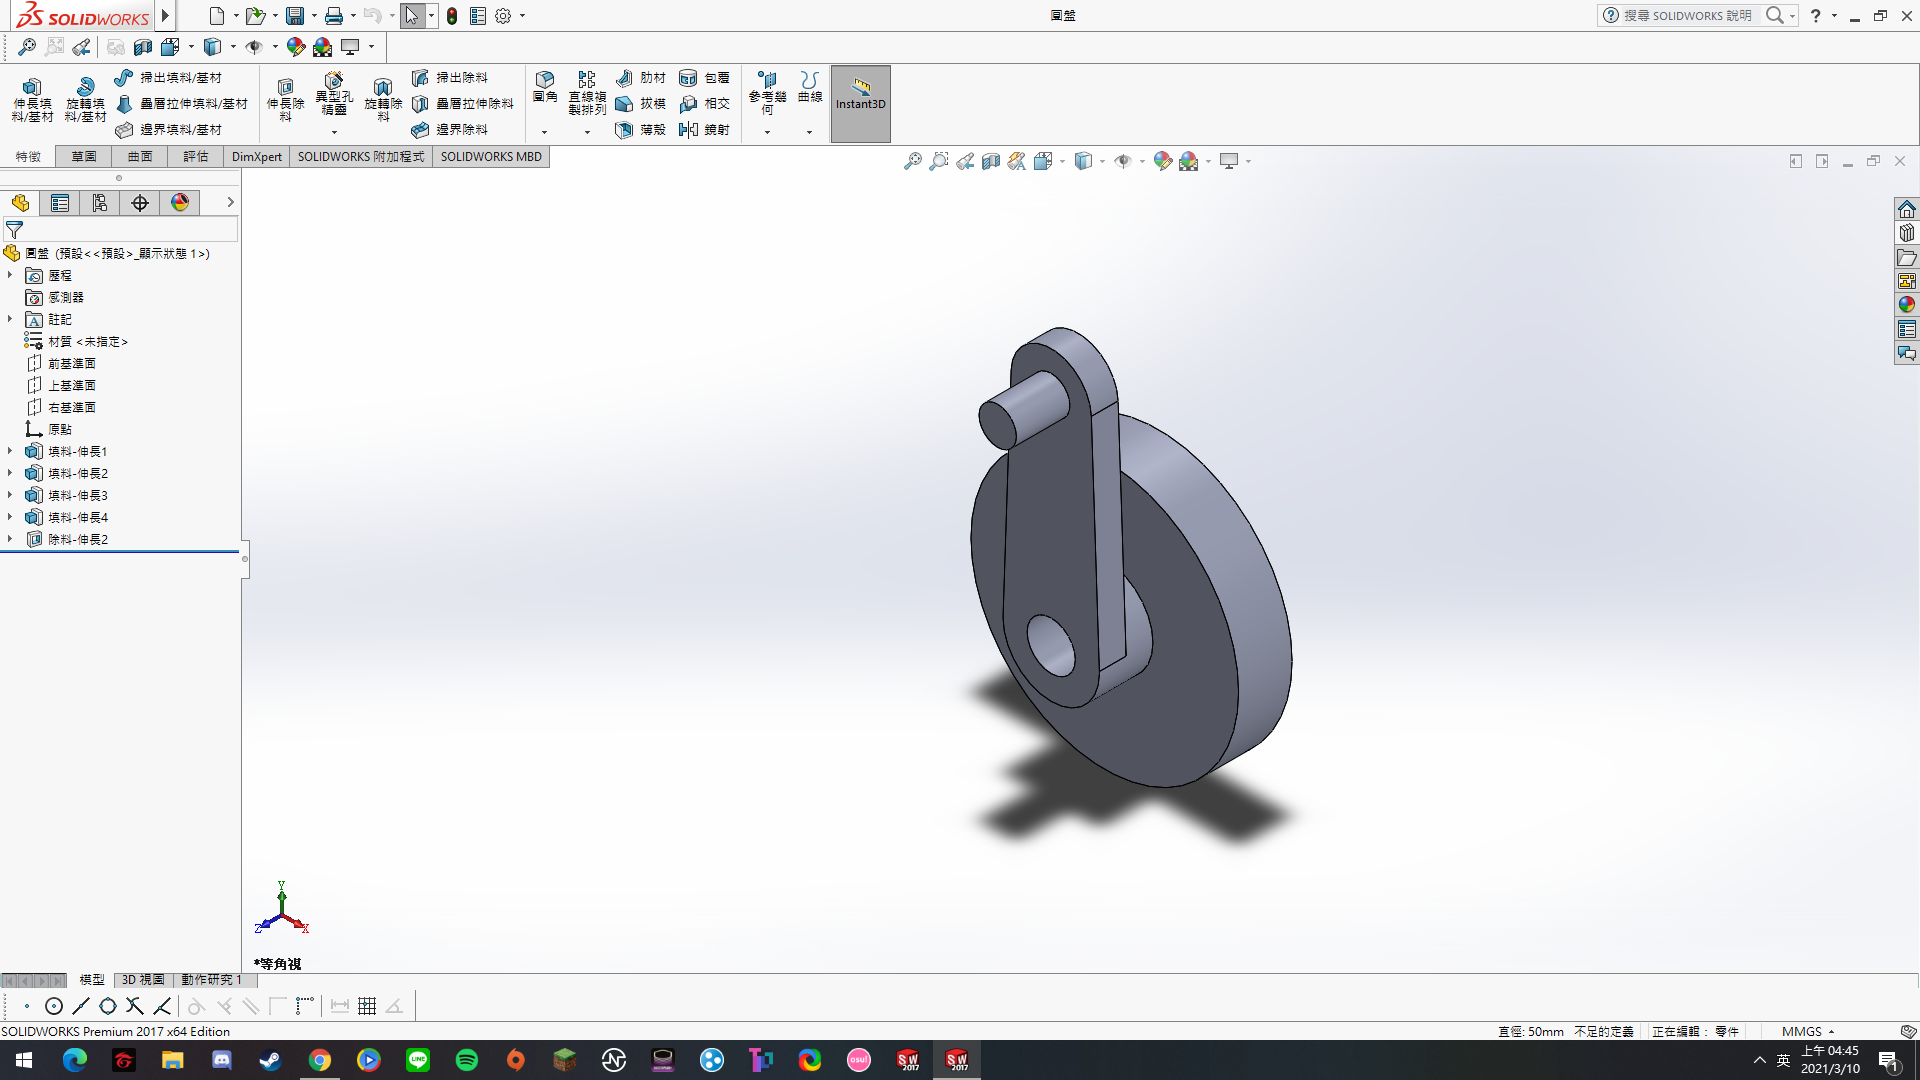 SOLIDWORKS
圓盤
搜尋 SOLIDWORKS 說明
?
伸長填料/基材
旋轉填料/基材
掃出填料/基材
疊層拉伸填料/基材
邊界填料/基材
伸長除料
異型孔精靈
旋轉除料
掃出除料
疊層拉伸除料
邊界除料
圓角
直線複製排列
肋材
拔模
薄殼
包覆
相交
鏡射
參考幾何
曲線
Instant3D
特徵
草圖
曲面
評估
DimXpert
SOLIDWORKS 附加程式
SOLIDWORKS MBD
圓盤 (預設<<預設>_顯示狀態 1>)
歷程
感測器
註記
材質 <未指定>
前基準面
上基準面
右基準面
原點
填料-伸長1
填料-伸長2
填料-伸長3
填料-伸長4
除料-伸長2
Y
Z
X
*等角視
模型
3D 視圖
動作研究 1
SOLIDWORKS Premium 2017 x64 Edition
直徑: 50mm
不足的定義
正在編輯: 零件
MMGS
LINE
osu!
SW 2017
SW 2017
英
上午 04:45
2021/3/10
1